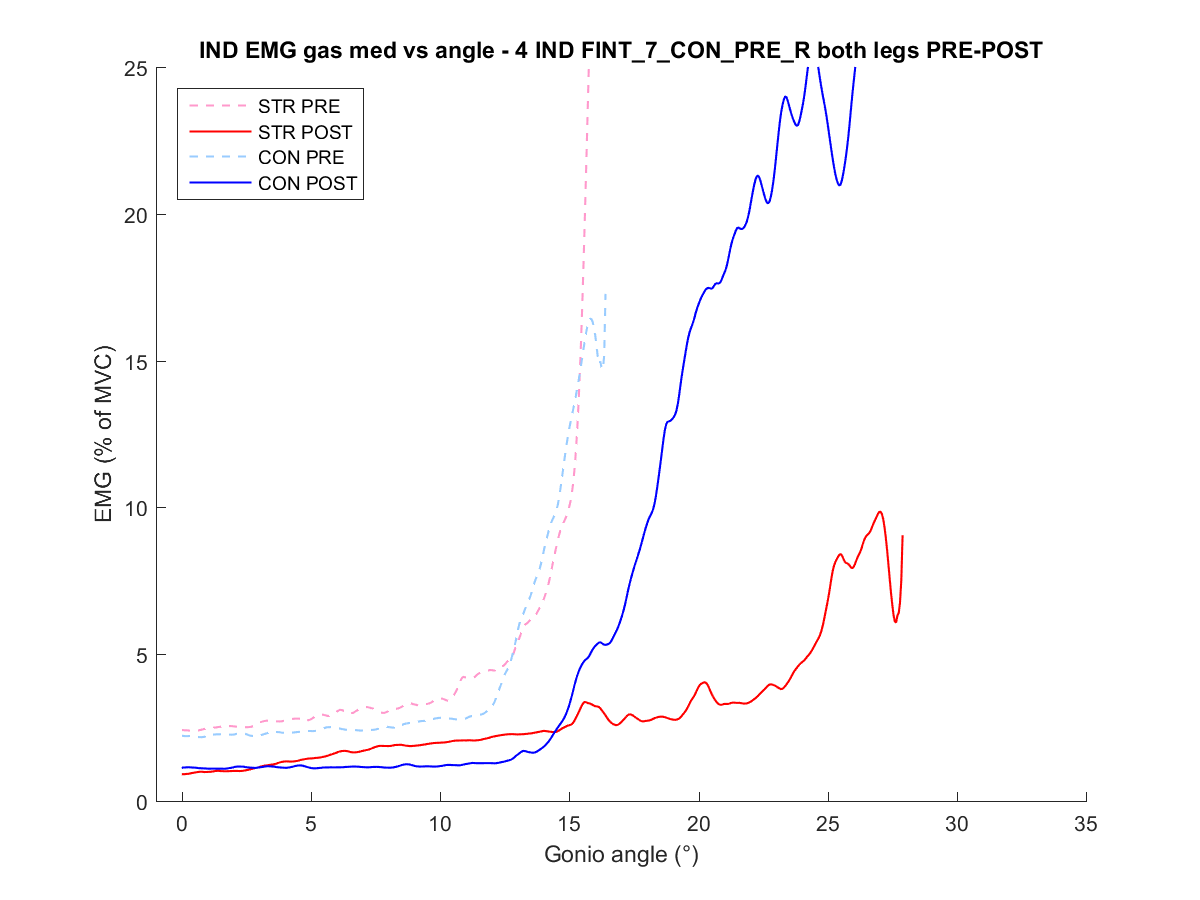 IND EMG gas med vs angle - 4 IND FINT_7_CON_PRE_R both legs PRE-POST
25
20
15
10
5
0
EMG (% of MVC)
STR PRE
STR POST
CON PRE
CON POST
0 5 10 15 20 25 30 35
Gonio angle (°)